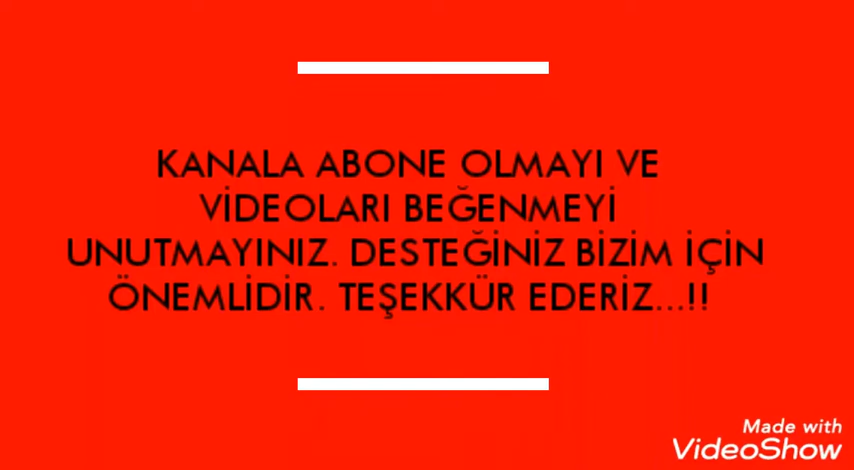 KANALA ABONE OLMAYI VE
VİDEOLARI BEĞENMEYİ
UNUTMAYINIZ. DESTEĞİNİZ BİZİM İÇİN
ÖNEMLİDİR. TEŞEKKÜR EDERİZ...!!
Made with
VideoShow